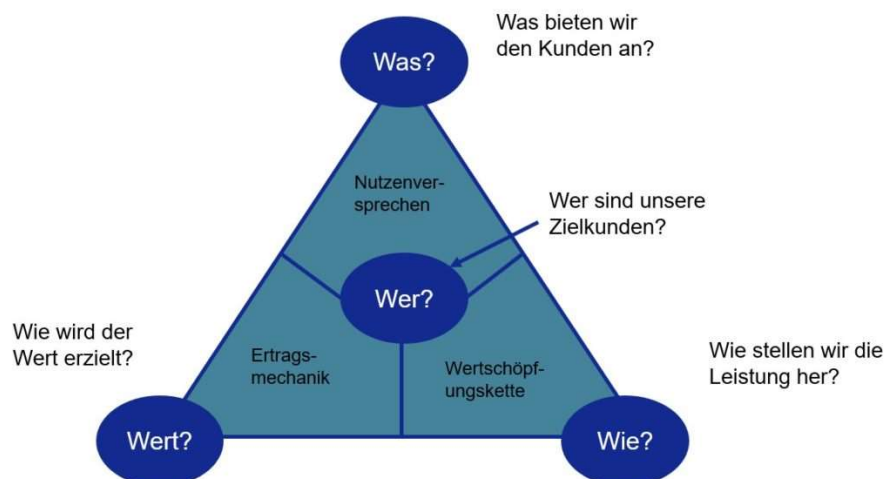 Was bieten wir
den Kunden an?
Was?
Nutzenver-
sprechen
Wer sind unsere
Zielkunden?
Wer?
Wie wird der
Wert erzielt?
Ertrags-
mechanik
Wertschöpf-
ungskette
Wie stellen wir die
Leistung her?
Wert?
Wie?